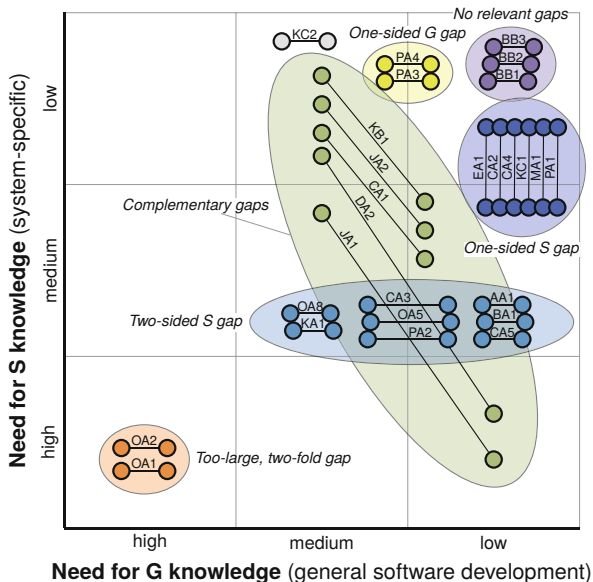 No relevant gaps
One-sided G gap
KC2
BB3
PA4
BB2
PA3
BB1
low
KB1
JA2
CA1
DA2
JA1
EA1
CA2
CA4
KC1
MA1
PA1
Complementary gaps
One-sided S gap
medium
Need for S knowledge (system-specific)
Two-sided S gap
OA8
KA1
CA3
OA5
PA2
AA1
BA1
CA5
high
OA2
OA1
Too-large, two-fold gap
high
medium
low
Need for G knowledge (general software development)